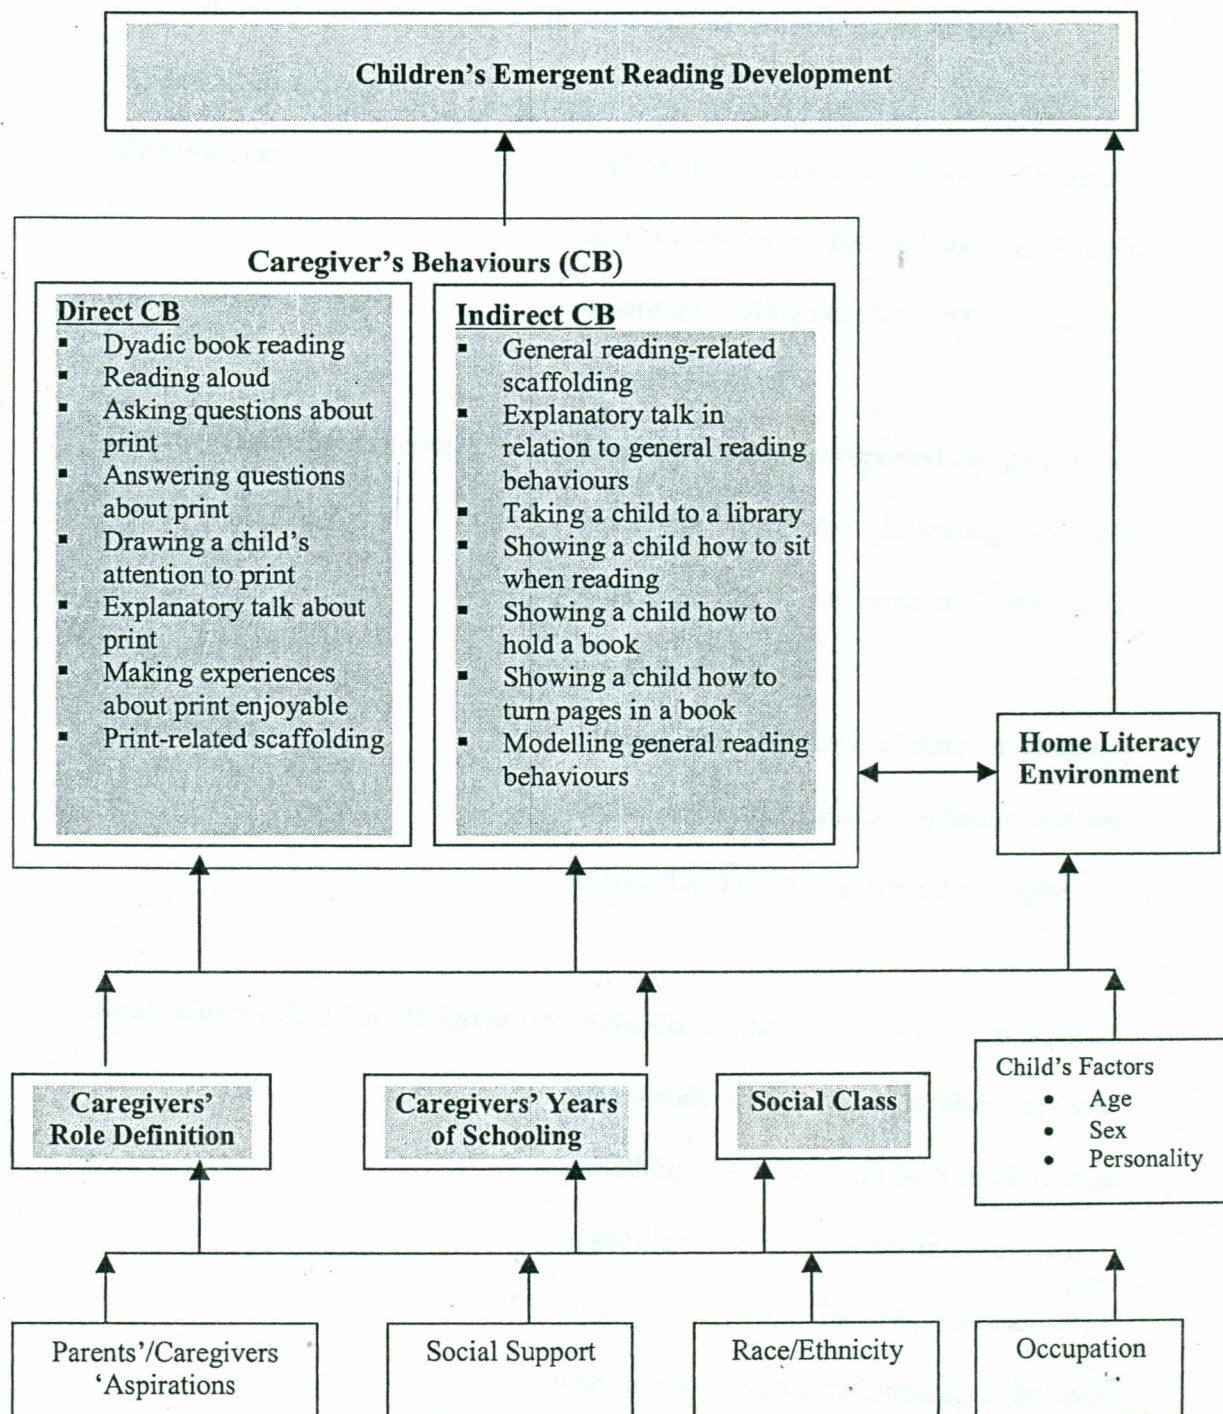 Children's Emergent Reading Development
Caregiver's Behaviours (CB)
Direct CB
▪ Dyadic book reading
▪ Reading aloud
▪ Asking questions about
print
▪ Answering questions
about print
▪ Drawing a child's
attention to print
▪ Explanatory talk about
print
▪ Making experiences
about print enjoyable
▪ Print-related scaffolding
Indirect CB
▪ General reading-related
scaffolding
▪ Explanatory talk in
relation to general reading
behaviours
▪ Taking a child to a library
▪ Showing a child how to sit
when reading
▪ Showing a child how to
hold a book
▪ Showing a child how to
turn pages in a book
▪ Modelling general reading
behaviours
Home Literacy
Environment
Caregivers'
Role Definition
Caregivers' Years
of Schooling
Social Class
Child's Factors
• Age
• Sex
• Personality
Parents'/Caregivers
'Aspirations
Social Support
Race/Ethnicity
Occupation